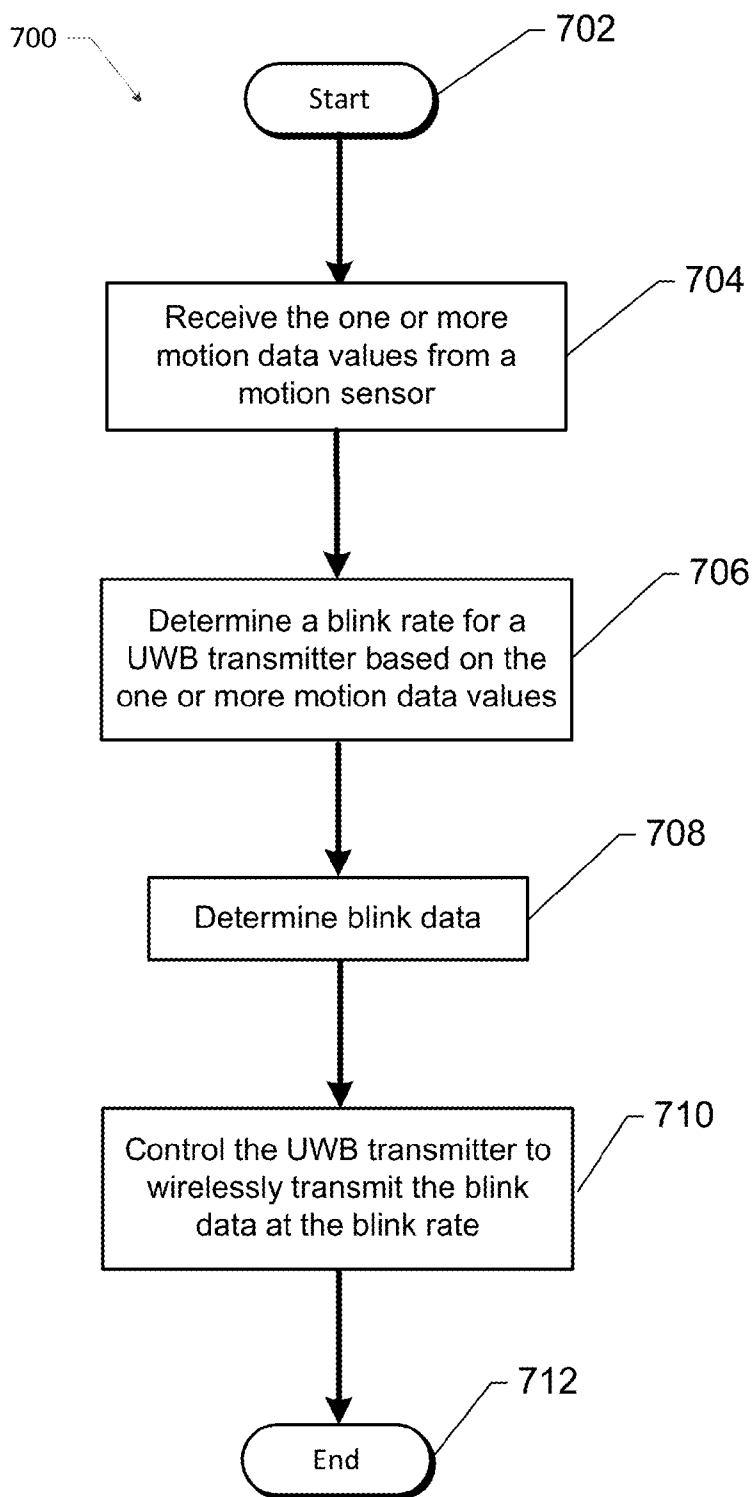 700
702
Start
704
Receive the one or more
motion data values from a
motion sensor
706
Determine a blink rate for a
UWB transmitter based on the
one or more motion data values
708
Determine blink data
710
Control the UWB transmitter to
wirelessly transmit the blink
data at the blink rate
712
End